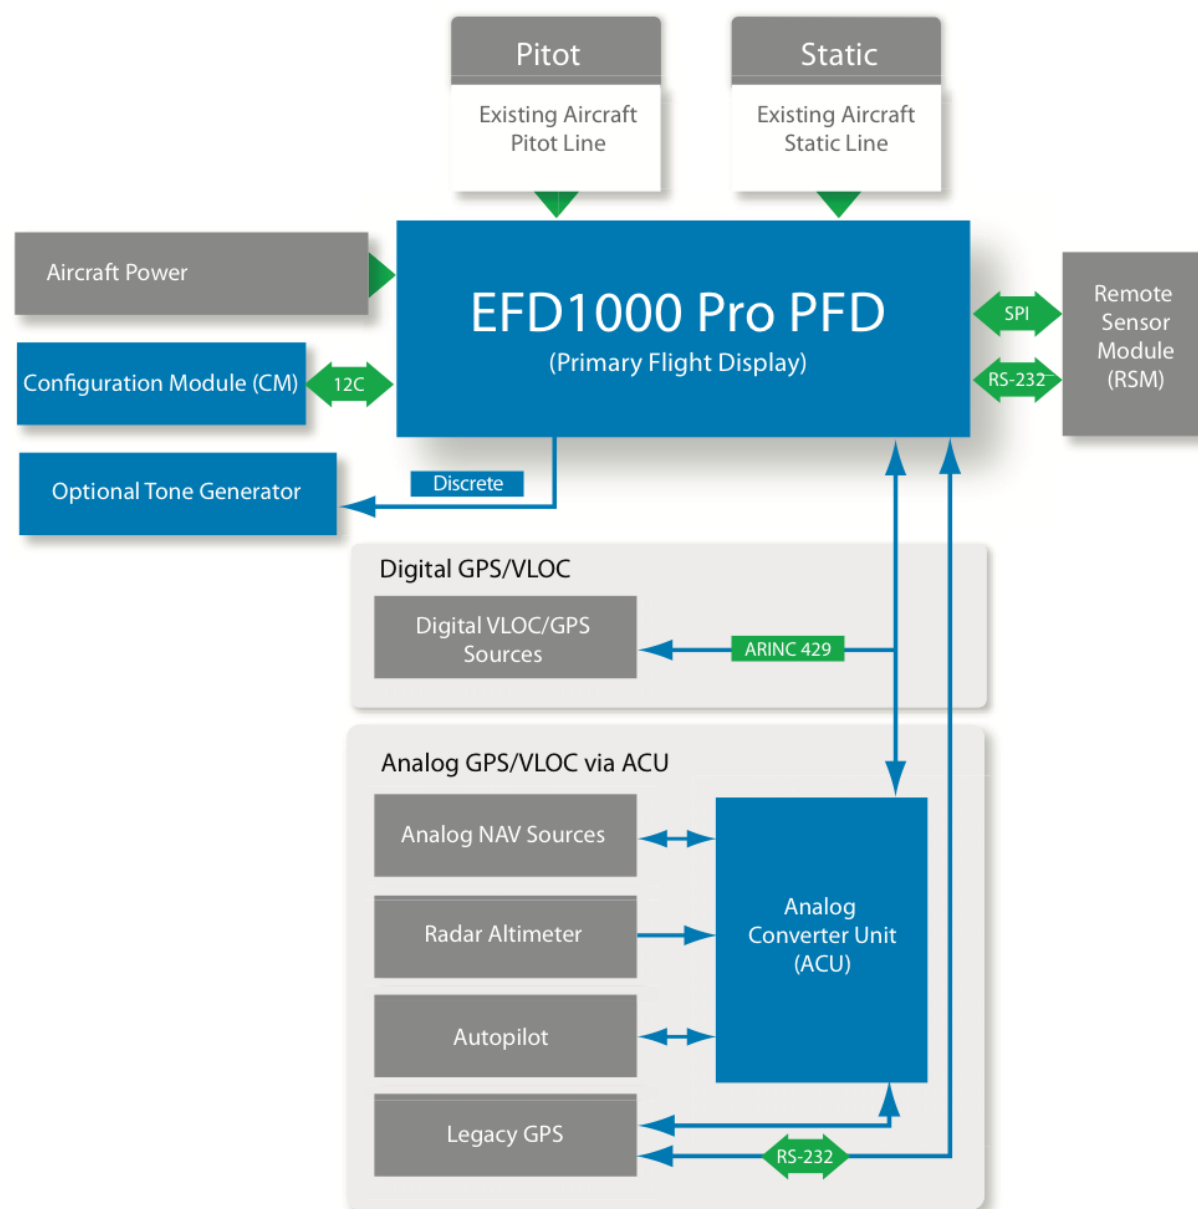 Pitot
Existing Aircraft
Pitot Line
Static
Existing Aircraft
Static Line
Aircraft Power
EFD1000 Pro PFD
(Primary Flight Display)
SPI
RS-232
Remote
Sensor
Module
(RSM)
Configuration Module (CM)
12C
Optional Tone Generator
Discrete
Digital GPS/VLOC
Digital VLOC/GPS
Sources
ARINC 429
Analog GPS/VLOC via ACU
Analog NAV Sources
Radar Altimeter
Autopilot
Legacy GPS
Analog
Converter Unit
(ACU)
RS-232